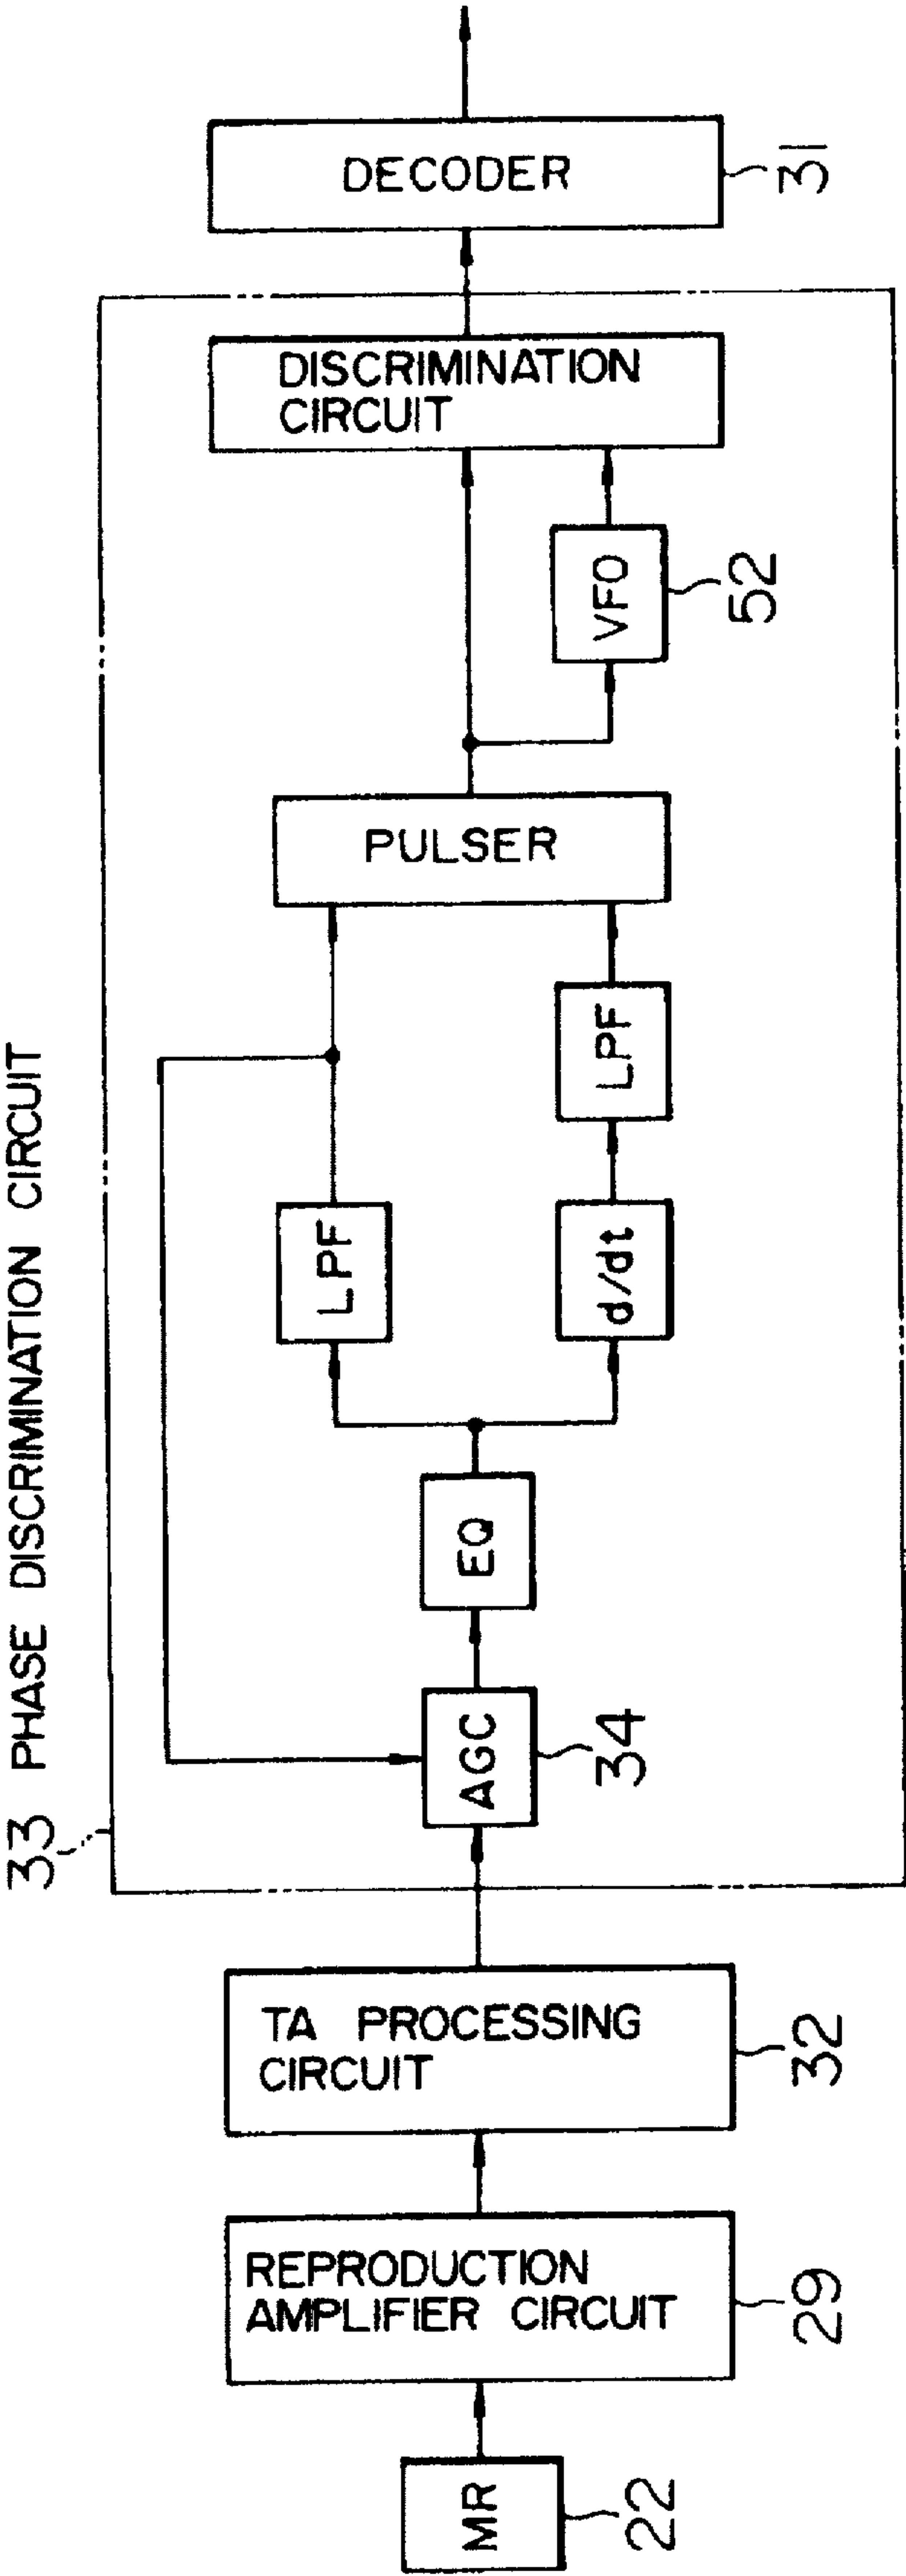 33 PHASE DISCRIMINATION CIRCUIT
MR
22
REPRODUCTION
AMPLIFIER CIRCUIT
29
TA PROCESSING
CIRCUIT
32
AGC
34
EQ
LPF
d/dt
LPF
PULSER
VFO
52
DISCRIMINATION
CIRCUIT
DECODER
31